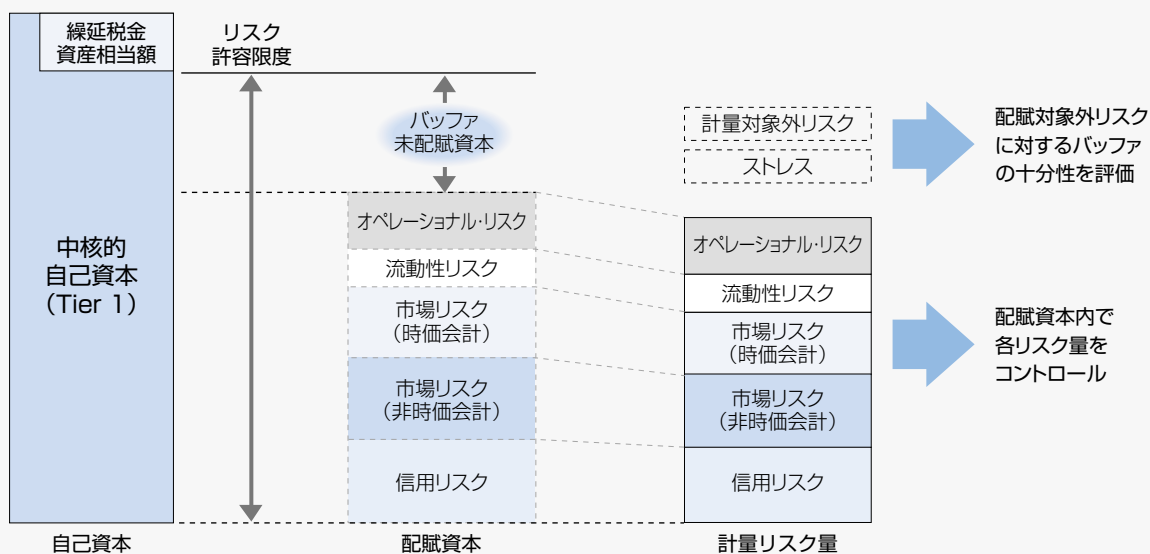 繰延税金
資産相当額
中核的
自己資本
（Tier 1）
自己資本
リスク
許容限度
バッファ
未配賦資本
オペレーショナル・リスク
流動性リスク
市場リスク
（時価会計）
市場リスク
（非時価会計）
信用リスク
配賦資本
計量対象外リスク
ストレス
オペレーショナル・リスク
流動性リスク
市場リスク
（時価会計）
市場リスク
（非時価会計）
信用リスク
計量リスク量
配賦対象外リスク
に対するバッファ
の十分性を評価
配賦資本内で
各リスク量を
コントロール